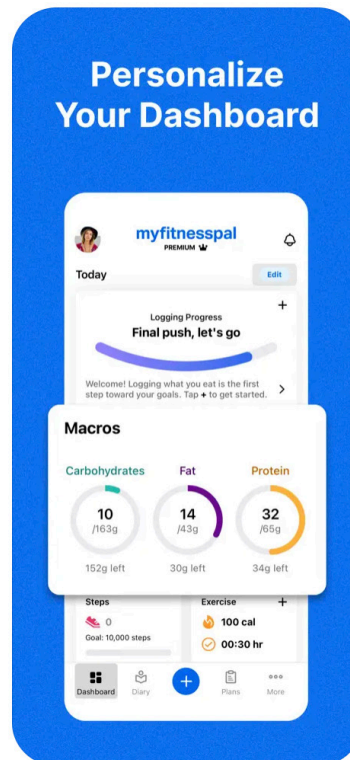 Personalize
Your Dashboard
myfitnesspal
PREMIUM
Today
Edit
+
Logging Progress
Final push, let's go
Welcome! Logging what you eat is the first
step toward your goals. Tap + to get started.
Macros
Carbohydrates Fat Protein
10 14 32
/163g /43g /65g
152g left 30g left 34g left
Steps Exercise +
0 100 cal
Goal: 10,000 steps
00:30 hr
+
Dashboard Diary Plans More